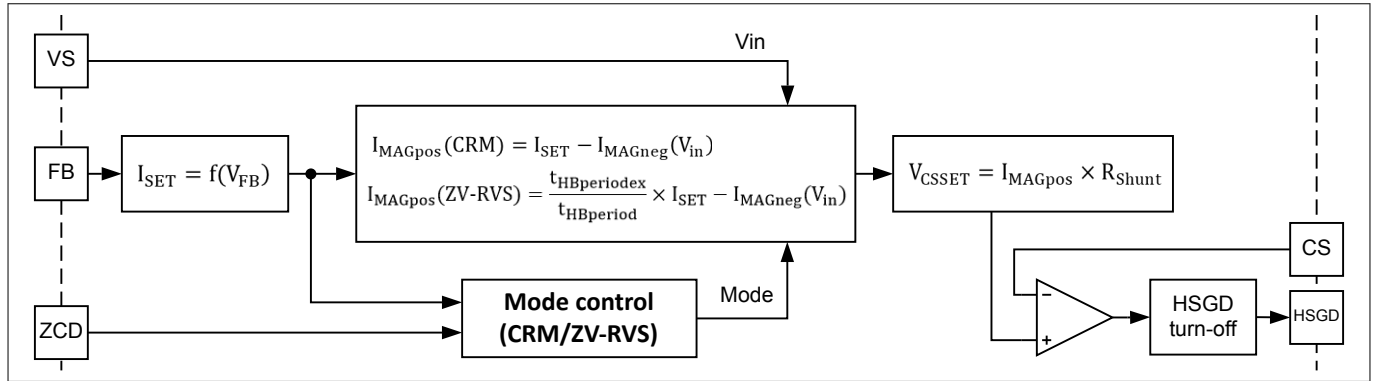 VS
Vin
FB
I_SET = f(V_FB)
I_MAGpos(CRM) = I_SET − I_MAGneg(V_in)
I_MAGpos(ZV-RVS) = t_HBperiodex / t_HBperiod × I_SET − I_MAGneg(V_in)
V_CSSET = I_MAGpos × R_Shunt
CS
ZCD
Mode control
(CRM/ZV-RVS)
Mode
−
+
HSGD
turn-off
HSGD